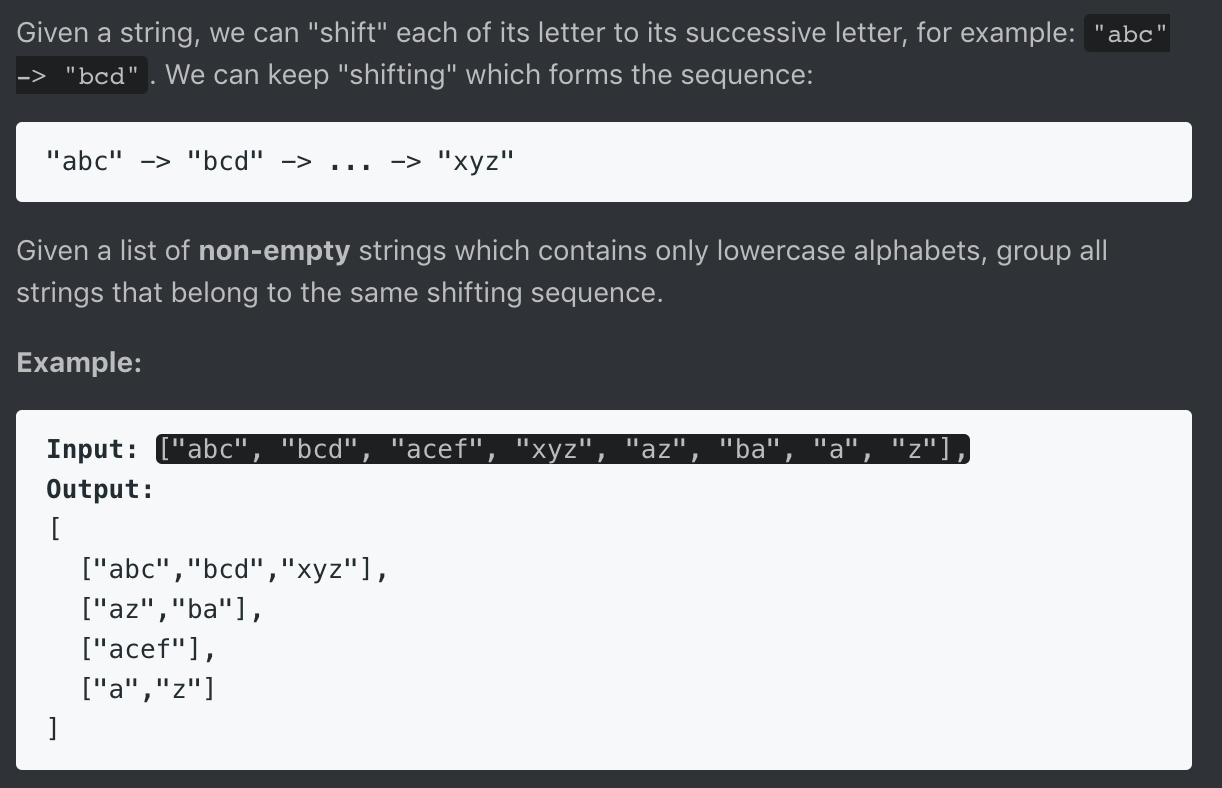 Given a string, we can "shift" each of its letter to its successive letter, for example: "abc"
-> "bcd". We can keep "shifting" which forms the sequence:
"abc" -> "bcd" -> ... -> "xyz"
Given a list of non-empty strings which contains only lowercase alphabets, group all
strings that belong to the same shifting sequence.
Example:
Input: ["abc", "bcd", "acef", "xyz", "az", "ba", "a", "z"],
Output:
[
  ["abc","bcd","xyz"],
  ["az","ba"],
  ["acef"],
  ["a","z"]
]